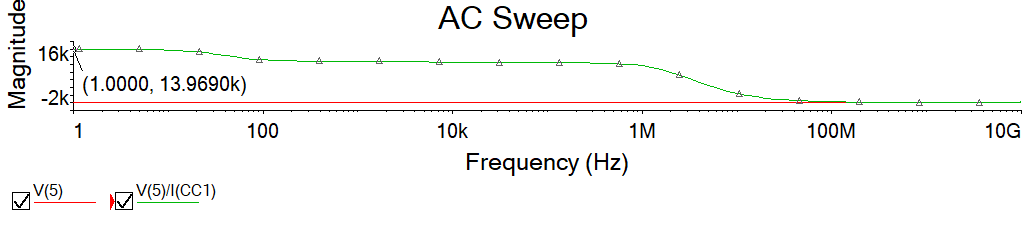 AC Sweep
Magnitude
16k
(1.0000, 13.9690k)
-2k
1 100 10k 1M 100M 10G
Frequency (Hz)
V(5) V(5)/I(CC1)